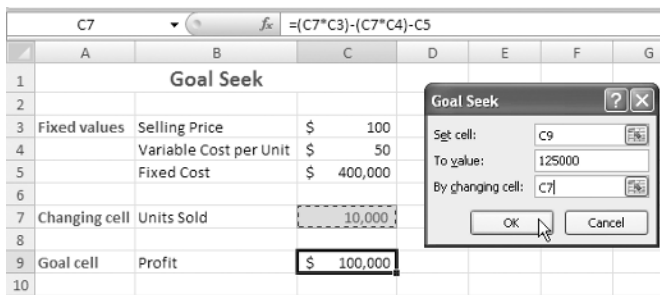 C7 fx =(C7*C3)-(C7*C4)-C5
A B C D E F G
1 Goal Seek
2
3 Fixed values Selling Price $ 100
4 Variable Cost per Unit $ 50
5 Fixed Cost $ 400,000
6
7 Changing cell Units Sold 10,000
8
9 Goal cell Profit $ 100,000
10
Goal Seek ? X
Set cell: C9
To value: 125000
By changing cell: C7
OK Cancel